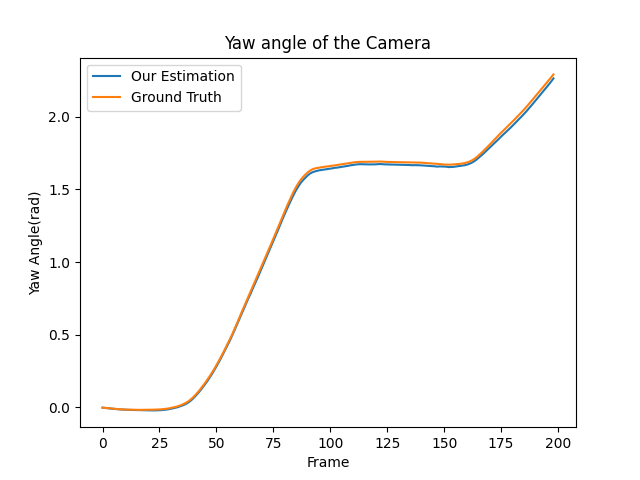 Yaw angle of the Camera
Our Estimation
Ground Truth
Yaw Angle(rad)
2.0
1.5
1.0
0.5
0.0
0 25 50 75 100 125 150 175 200
Frame